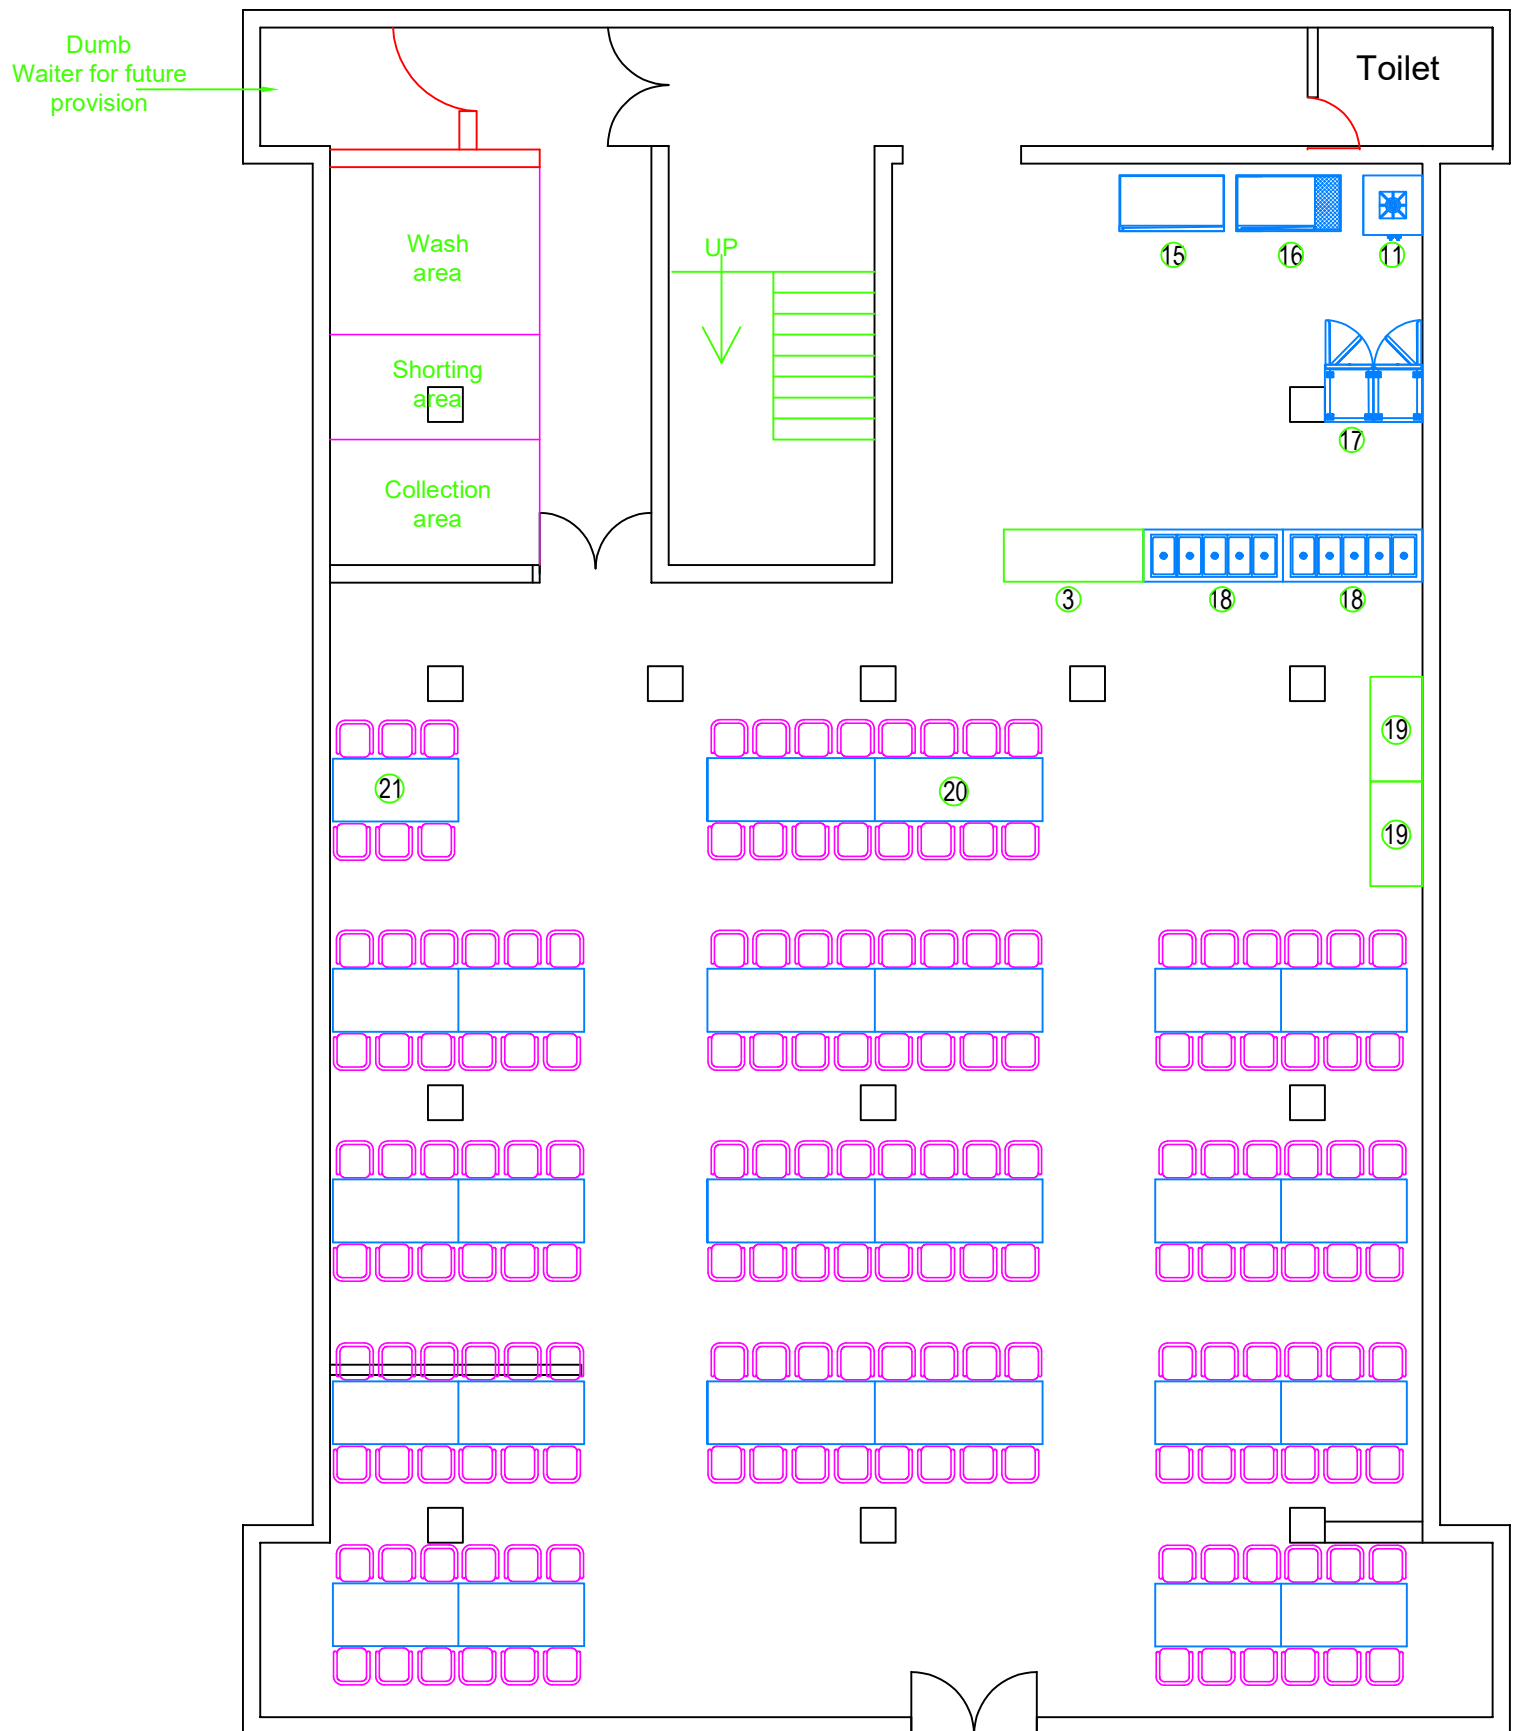 Dumb
Waiter for future
provision
Toilet
Wash
area
UP
15
16
11
Shorting
area
17
Collection
area
3
18
18
19
21
20
19